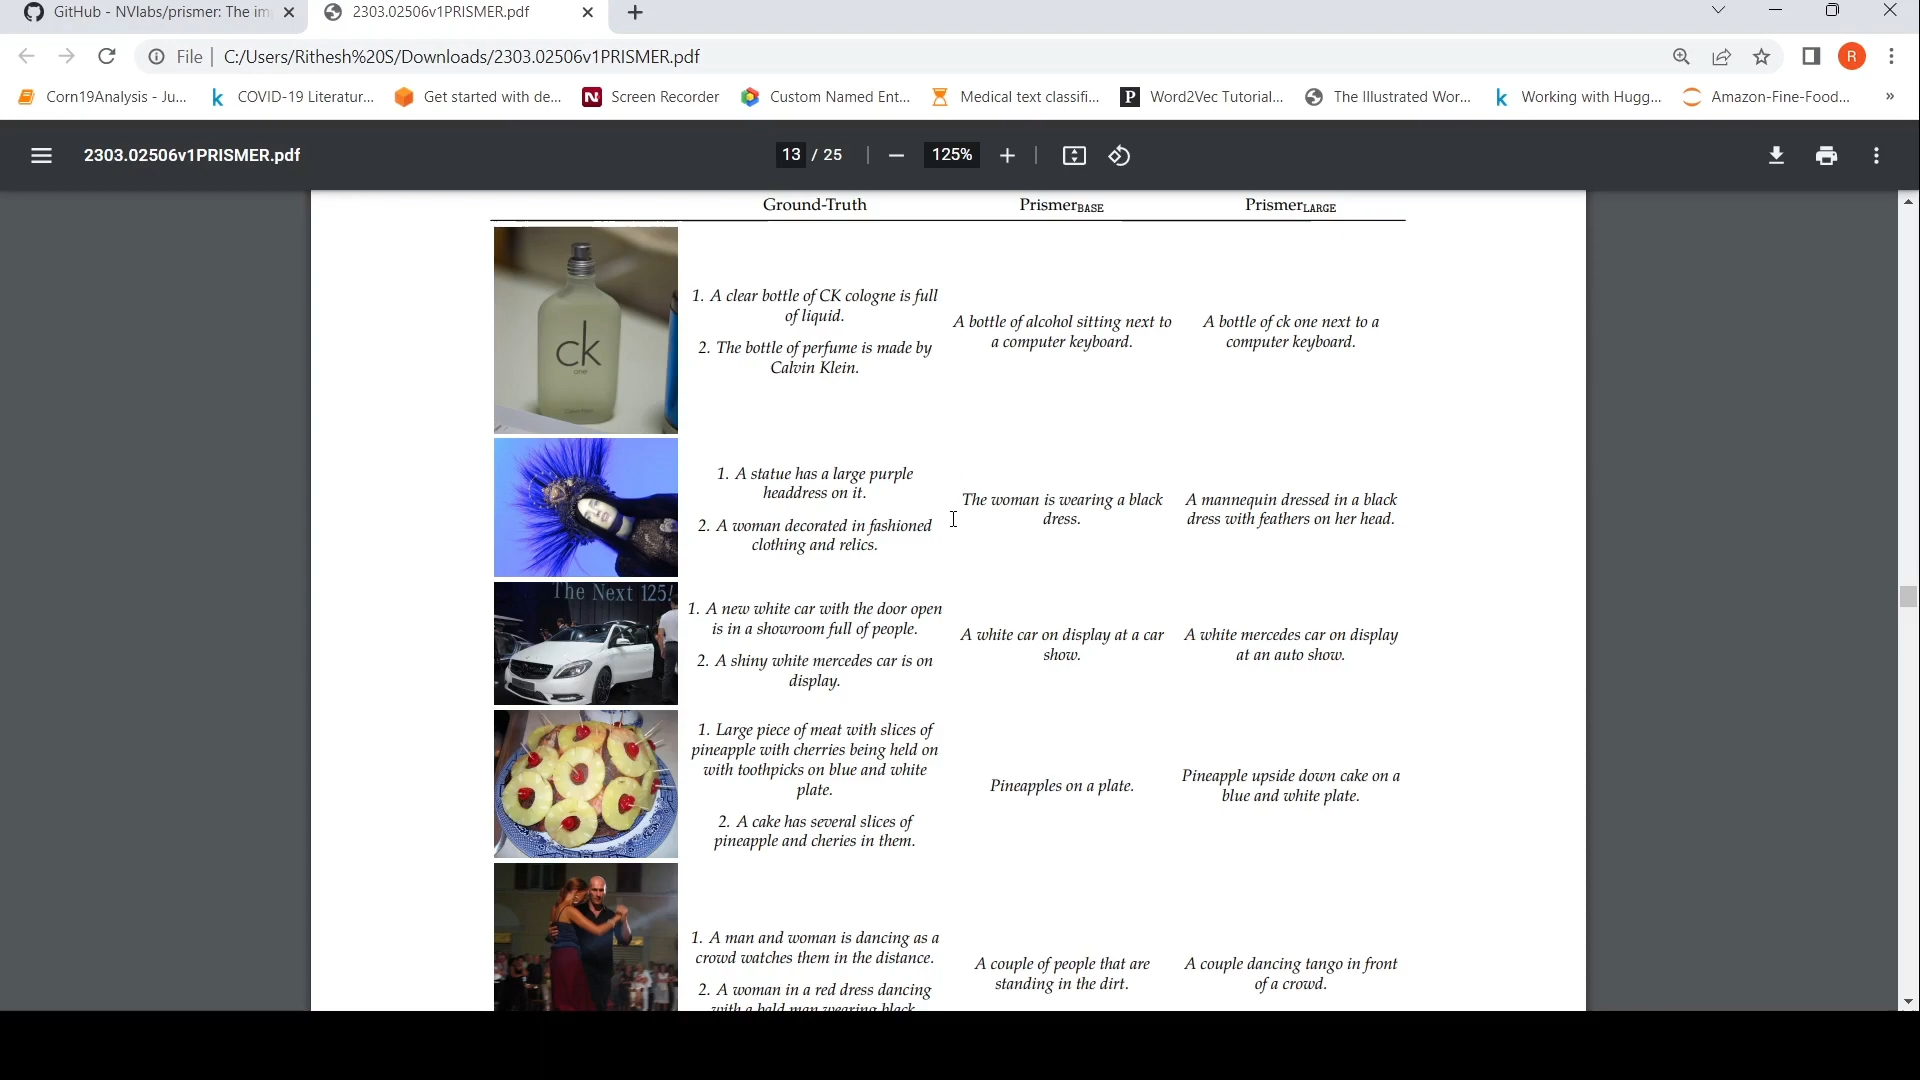 GitHub - NVlabs/prismer: The im
2303.02506v1PRISMER.pdf
File | C:/Users/Rithesh%20S/Downloads/2303.02506v1PRISMER.pdf
R
Corn19Analysis - Ju...
COVID-19 Literatur...
Get started with de...
Screen Recorder
Custom Named Ent...
Medical text classifi...
Word2Vec Tutorial...
The Illustrated Wor...
Working with Hugg...
Amazon-Fine-Food...
»
2303.02506v1PRISMER.pdf
13 / 25
125%
Ground-Truth
PrismerBASE
PrismerLARGE
ck
one
1. A clear bottle of CK cologne is full
of liquid.
2. The bottle of perfume is made by
Calvin Klein.
A bottle of alcohol sitting next to
a computer keyboard.
A bottle of ck one next to a
computer keyboard.
1. A statue has a large purple
headdress on it.
2. A woman decorated in fashioned
clothing and relics.
The woman is wearing a black
dress.
A mannequin dressed in a black
dress with feathers on her head.
The Next 125!
1. A new white car with the door open
is in a showroom full of people.
2. A shiny white mercedes car is on
display.
A white car on display at a car
show.
A white mercedes car on display
at an auto show.
1. Large piece of meat with slices of
pineapple with cherries being held on
with toothpicks on blue and white
plate.
2. A cake has several slices of
pineapple and cheries in them.
Pineapples on a plate.
Pineapple upside down cake on a
blue and white plate.
1. A man and woman is dancing as a
crowd watches them in the distance.
2. A woman in a red dress dancing
with a bald man wearing black
A couple of people that are
standing in the dirt.
A couple dancing tango in front
of a crowd.